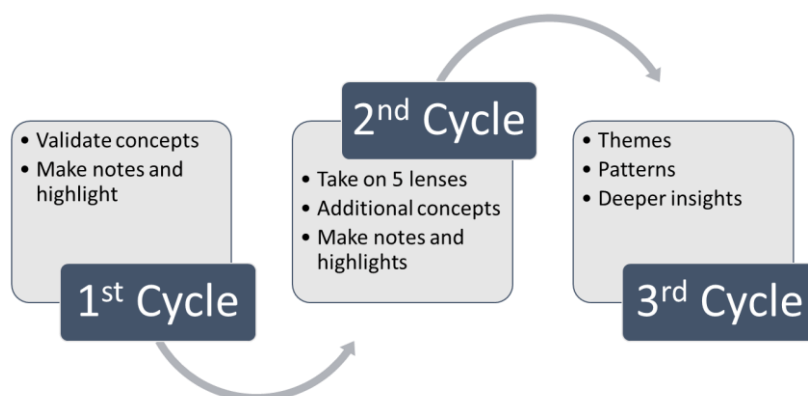 • Validate concepts
• Make notes and
highlight
1st Cycle
2nd Cycle
• Take on 5 lenses
• Additional concepts
• Make notes and
highlights
• Themes
• Patterns
• Deeper insights
3rd Cycle